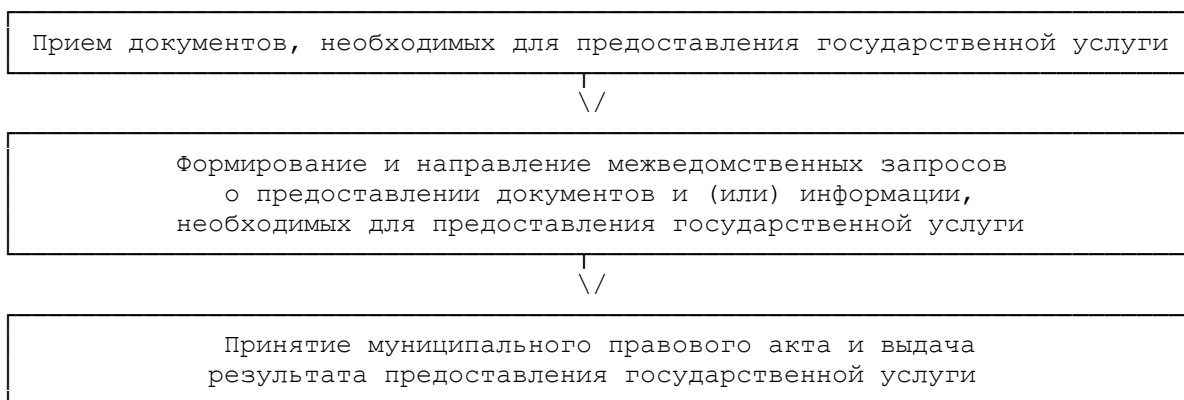 Прием документов, необходимых для предоставления государственной услуги
\/
Формирование и направление межведомственных запросов
о предоставлении документов и (или) информации,
необходимых для предоставления государственной услуги
\/
Принятие муниципального правового акта и выдача
результата предоставления государственной услуги